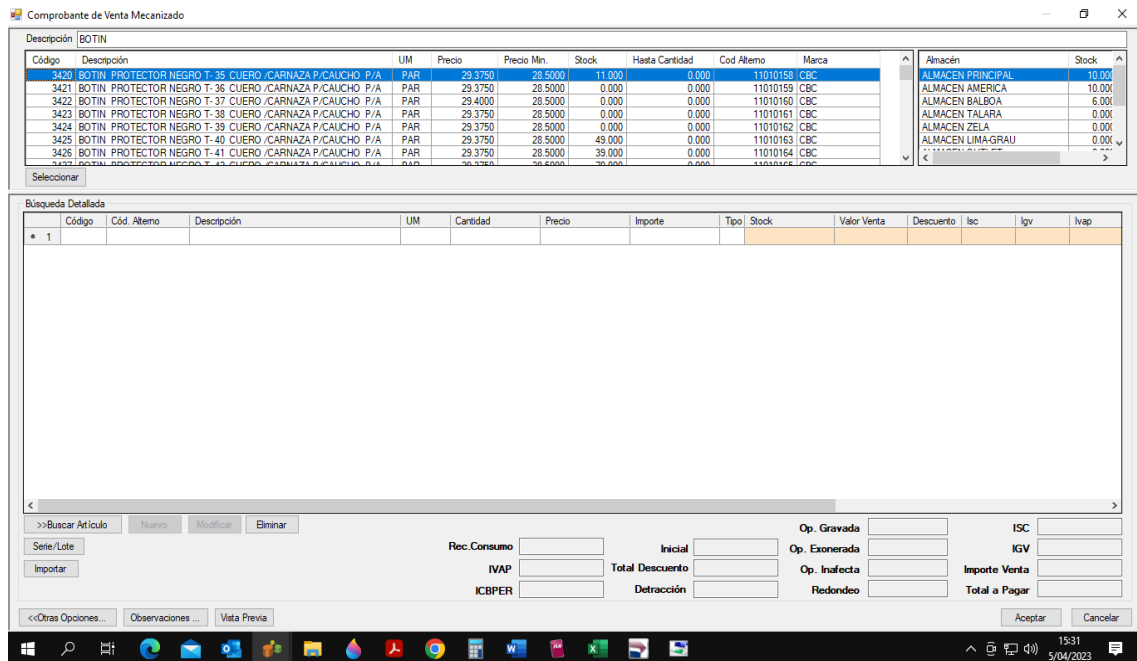 Comprobante de Venta Mecanizado
Descripción BOTIN
Código Descripción UM Precio Precio Min. Stock Hasta Cantidad Cod Alterno Marca
3420 BOTIN PROTECTOR NEGRO T- 35 CUERO /CARNAZA P/CAUCHO P/A PAR 29.3750 28.5000 11.000 0.000 11010158 CBC
3421 BOTIN PROTECTOR NEGRO T- 36 CUERO /CARNAZA P/CAUCHO P/A PAR 29.3750 28.5000 0.000 0.000 11010159 CBC
3422 BOTIN PROTECTOR NEGRO T- 37 CUERO /CARNAZA P/CAUCHO P/A PAR 29.4000 28.5000 0.000 0.000 11010160 CBC
3423 BOTIN PROTECTOR NEGRO T- 38 CUERO /CARNAZA P/CAUCHO P/A PAR 29.3750 28.5000 0.000 0.000 11010161 CBC
3424 BOTIN PROTECTOR NEGRO T- 39 CUERO /CARNAZA P/CAUCHO P/A PAR 29.3750 28.5000 0.000 0.000 11010162 CBC
3425 BOTIN PROTECTOR NEGRO T- 40 CUERO /CARNAZA P/CAUCHO P/A PAR 29.3750 28.5000 49.000 0.000 11010163 CBC
3426 BOTIN PROTECTOR NEGRO T- 41 CUERO /CARNAZA P/CAUCHO P/A PAR 29.3750 28.5000 39.000 0.000 11010164 CBC
Almacén Stock
ALMACEN PRINCIPAL 10.000
ALMACEN AMERICA 10.000
ALMACEN BALBOA 6.000
ALMACEN TALARA 0.000
ALMACEN ZELA 0.000
ALMACEN LIMA-GRAU 0.000
Seleccionar
Búsqueda Detallada
Código Cód. Alterno Descripción UM Cantidad Precio Importe Tipo Stock Valor Venta Descuento Isc Igv Ivap
* 1
>>Buscar Artículo Nuevo Modificar Eliminar
Serie/Lote
Importar
Rec.Consumo Inicial Op. Gravada ISC
IVAP Total Descuento Op. Exonerada IGV
ICBPER Detracción Op. Inafecta Importe Venta
Redondeo Total a Pagar
<<Otras Opciones... Observaciones ... Vista Previa Aceptar Cancelar
15:31
5/04/2023